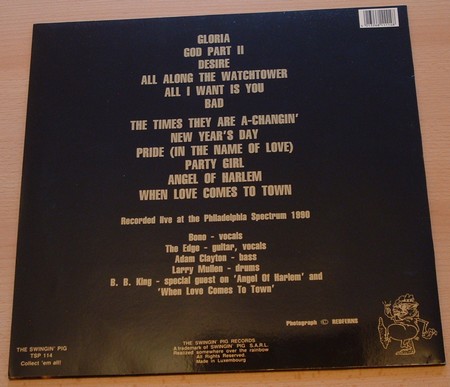 GLORIA
GOD PART II
DESIRE
ALL ALONG THE WATCHTOWER
ALL I WANT IS YOU
BAD
THE TIMES THEY ARE A-CHANGIN'
NEW YEAR'S DAY
PRIDE (IN THE NAME OF LOVE)
PARTY GIRL
ANGEL OF HARLEM
WHEN LOVE COMES TO TOWN
Recorded live at the Philadelphia Spectrum 1990
Bono - vocals
The Edge - guitar, vocals
Adam Clayton - bass
Larry Mullen - drums
B. B. King - special guest on 'Angel Of Harlem' and
'When Love Comes To Town'
Photograph © REDFERNS
THE SWINGIN' PIG
TSP 114
Collect 'em all!
THE SWINGIN' PIG RECORDS
A trademark of SWINGIN' PIG S.A.R.L.
Realized somewhere over the rainbow
All Rights Reserved.
Made in Luxembourg